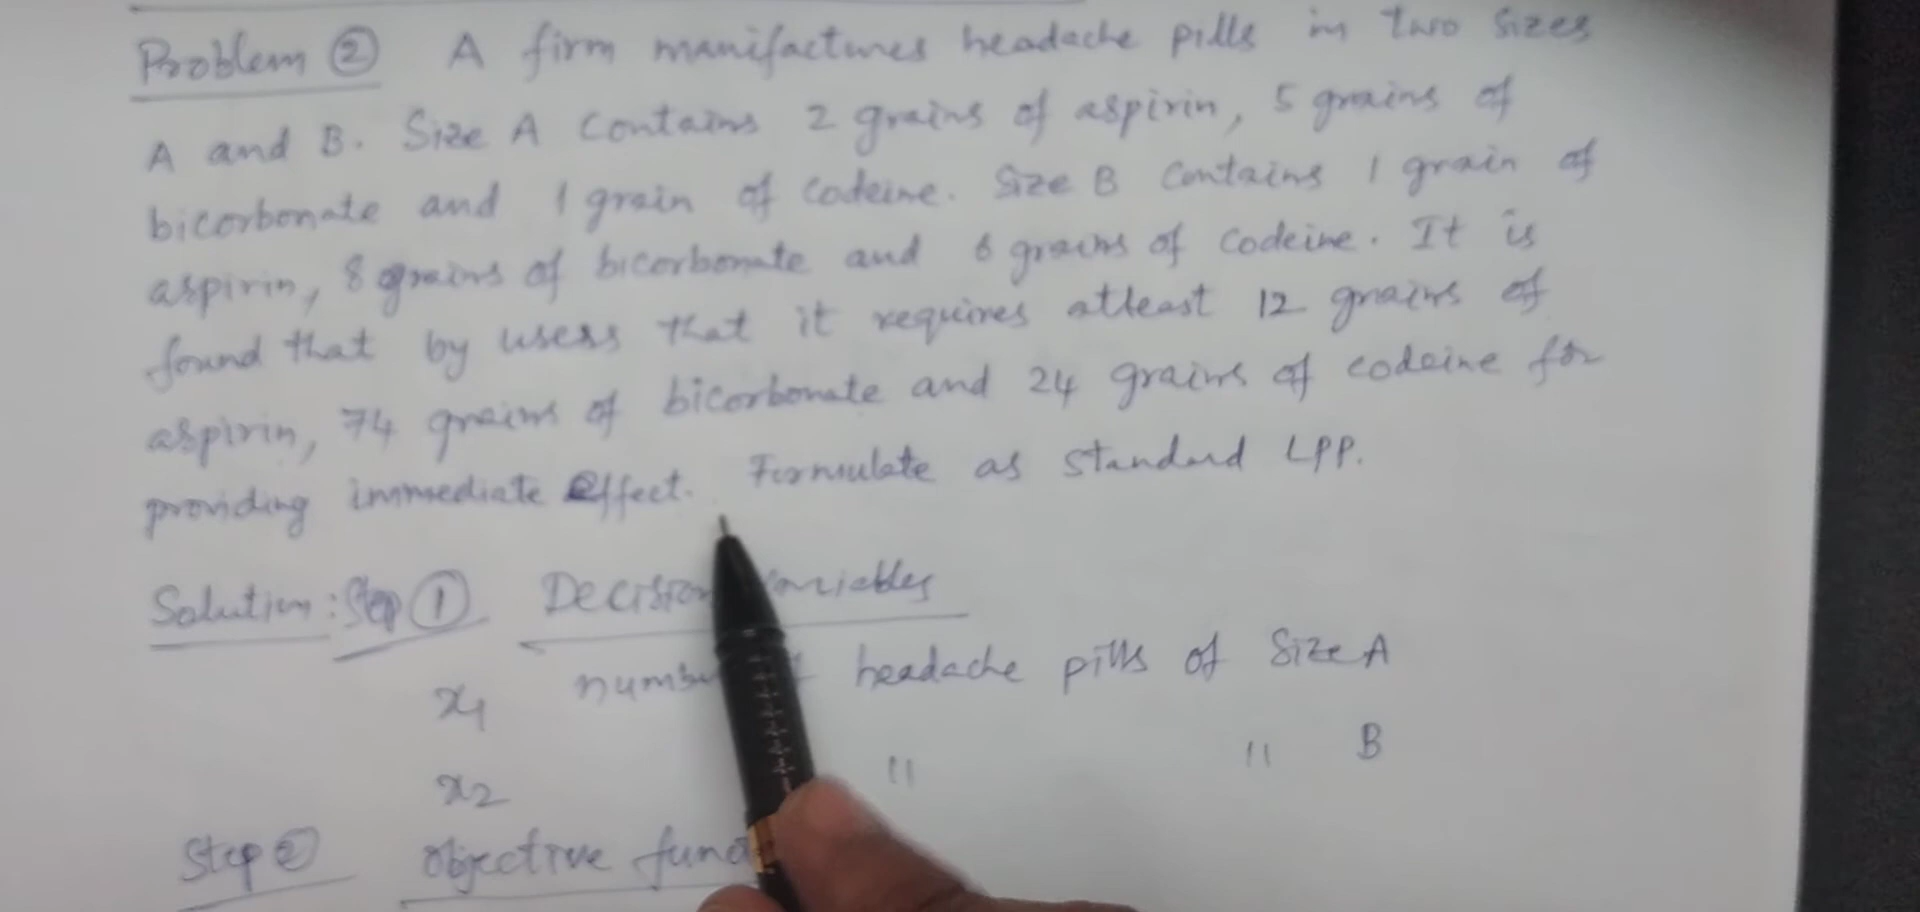 Problem ② A firm manifactures headache pills in two sizes
A and B. Size A contains 2 grains of aspirin, 5 grains of
bicorbonate and 1 grain of codeine. Size B contains 1 grain of
aspirin, 8 grains of bicorbonate and 6 grains of codeine. It is
found that by users that it requires atleast 12 grains of
aspirin, 74 grains of bicorbonate and 24 grains of codeine for
providing immediate effect. Formulate as standard LPP.
Solution: Step ① Decision variables
x1 headache pills of Size A
x2 " " B
Step ② objective